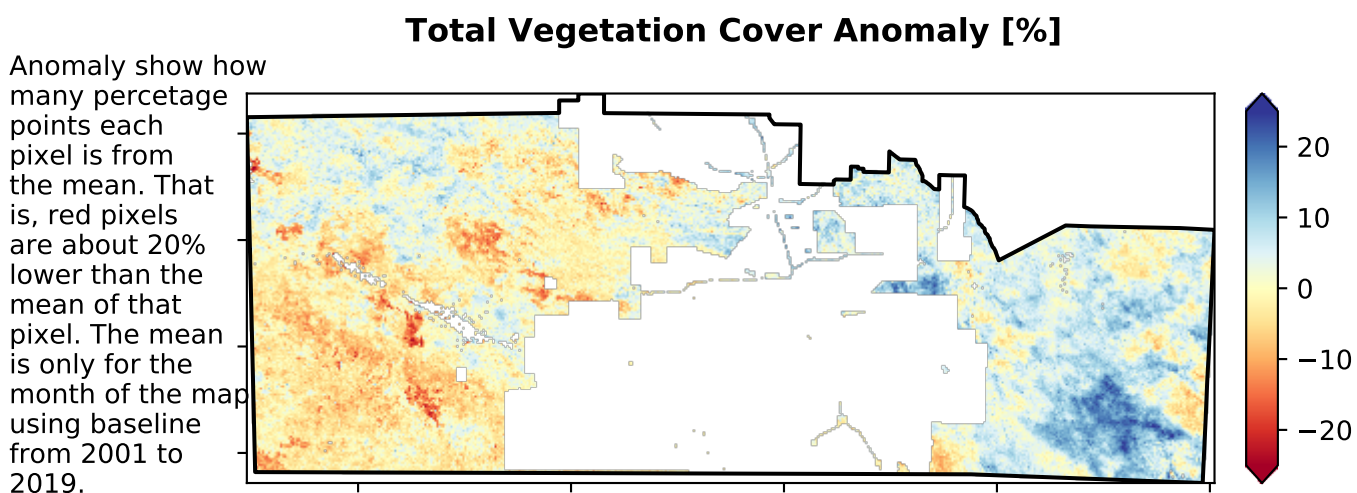 Total Vegetation Cover Anomaly [%]
Anomaly show how
many percetage
points each
pixel is from
the mean. That
is, red pixels
are about 20%
lower than the
mean of that
pixel. The mean
is only for the
month of the map
using baseline
from 2001 to
2019.
20
10
0
−10
−20